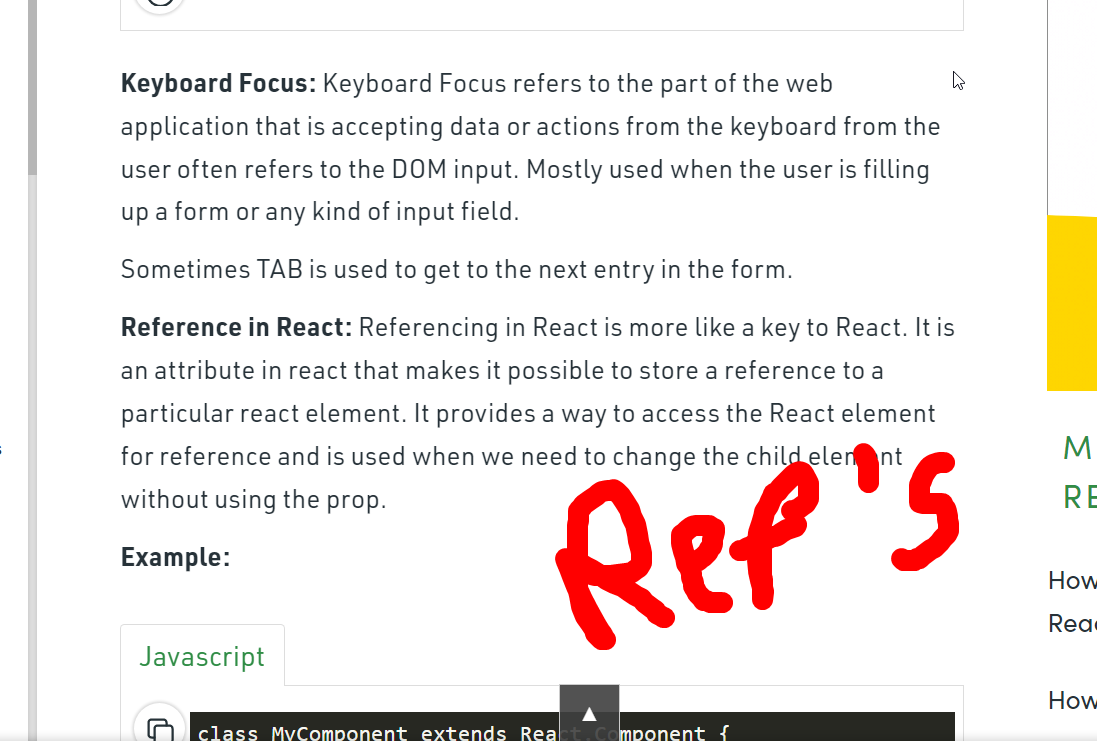 Keyboard Focus: Keyboard Focus refers to the part of the web
application that is accepting data or actions from the keyboard from the
user often refers to the DOM input. Mostly used when the user is filling
up a form or any kind of input field.
Sometimes TAB is used to get to the next entry in the form.
Reference in React: Referencing in React is more like a key to React. It is
an attribute in react that makes it possible to store a reference to a
particular react element. It provides a way to access the React element
for reference and is used when we need to change the child element
without using the prop.
Ref's
Example:
Javascript
class MyComponent extends React.Component {
M
RE
How
Rea
How